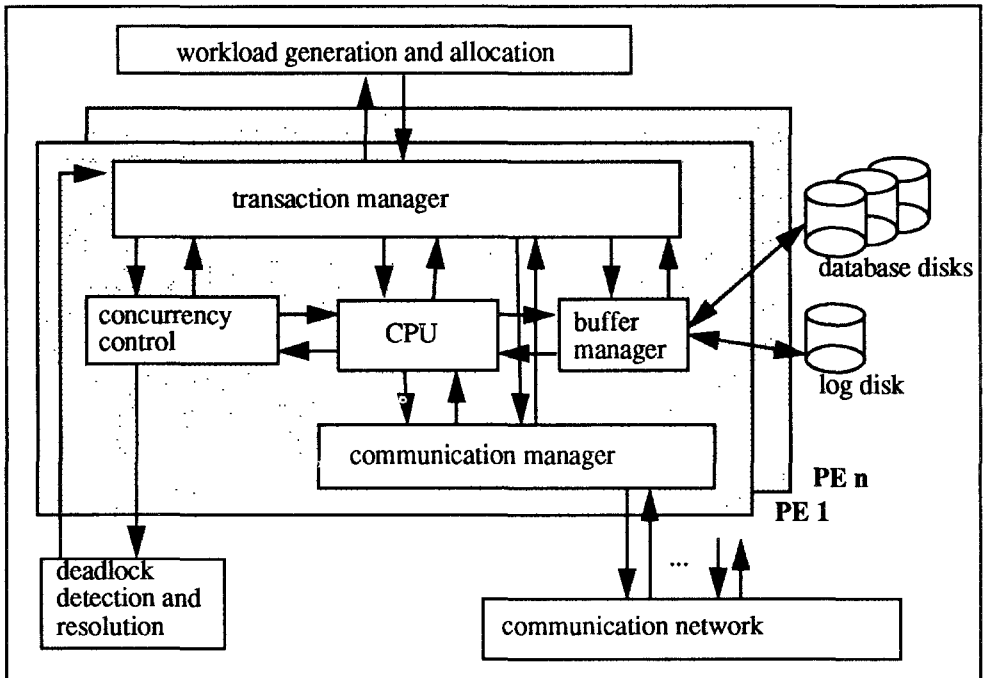 workload generation and allocation
transaction manager
database disks
concurrency
control
CPU
buffer
manager
log disk
communication manager
PE n
PE 1
deadlock
detection and
resolution
...
communication network